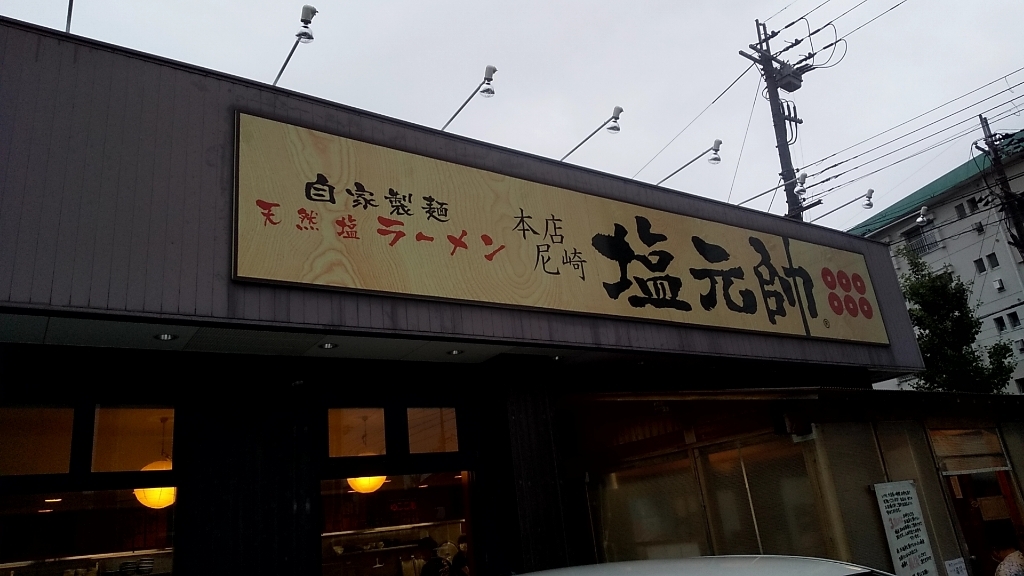 自家製麺
天然塩ラーメン
本店
尼崎
塩元帥
®